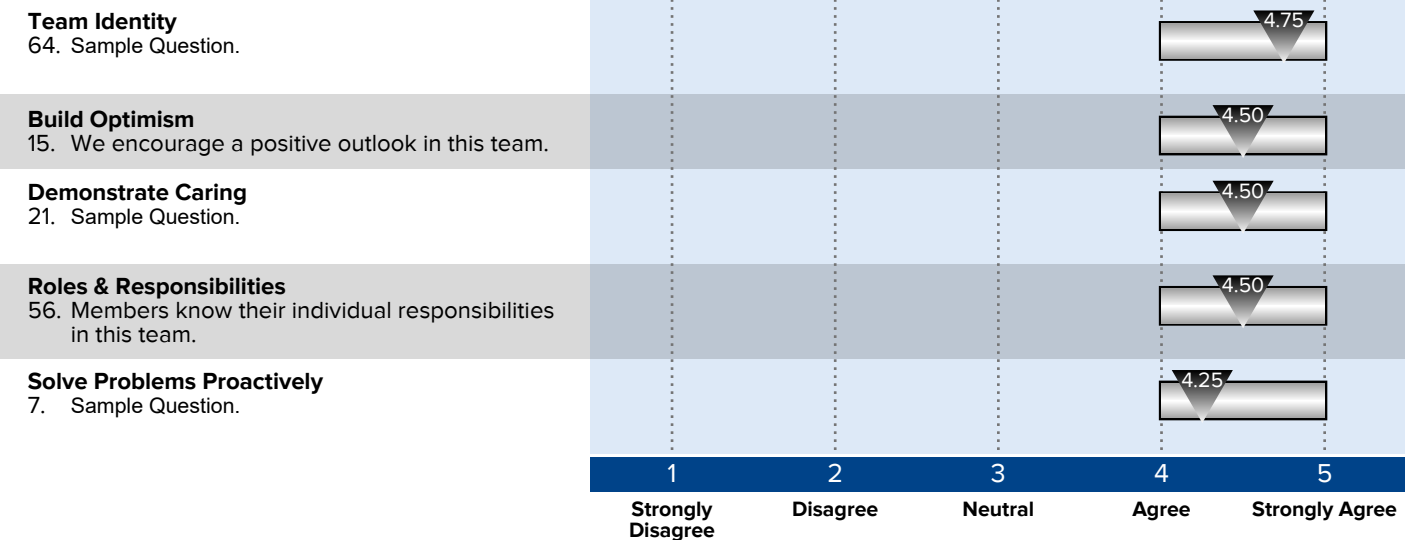 Team Identity
64. Sample Question.
4.75
Build Optimism
15. We encourage a positive outlook in this team.
4.50
Demonstrate Caring
21. Sample Question.
4.50
Roles & Responsibilities
56. Members know their individual responsibilities
in this team.
4.50
Solve Problems Proactively
7. Sample Question.
4.25
1 2 3 4 5
Strongly
Disagree
Disagree
Neutral
Agree
Strongly Agree